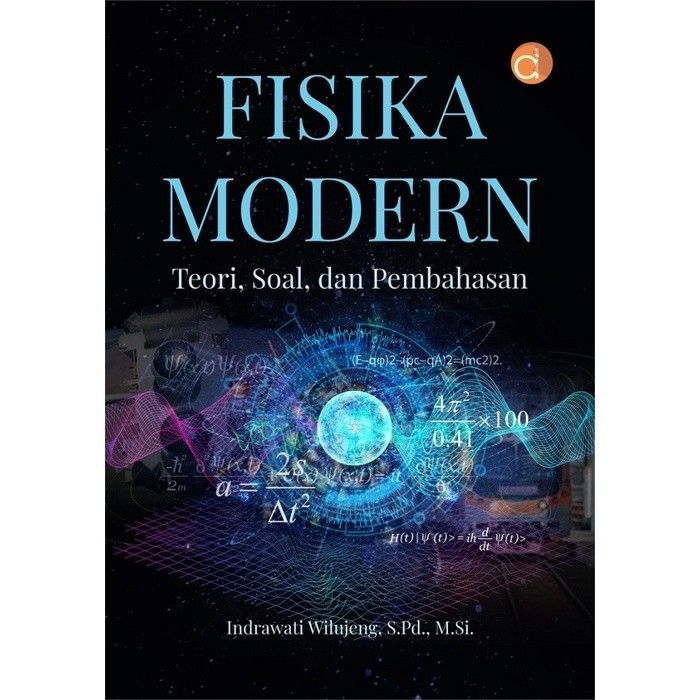 FISIKA
MODERN
Teori, Soal, dan Pembahasan
(E-qφ)2-(pc-qA)2=(mc2)2.
4π²/0.41 ×100
a = 2s/Δt²
H(t)|ψ(t)> = iħ d/dt ψ(t)>
Indrawati Wilujeng, S.Pd., M.Si.